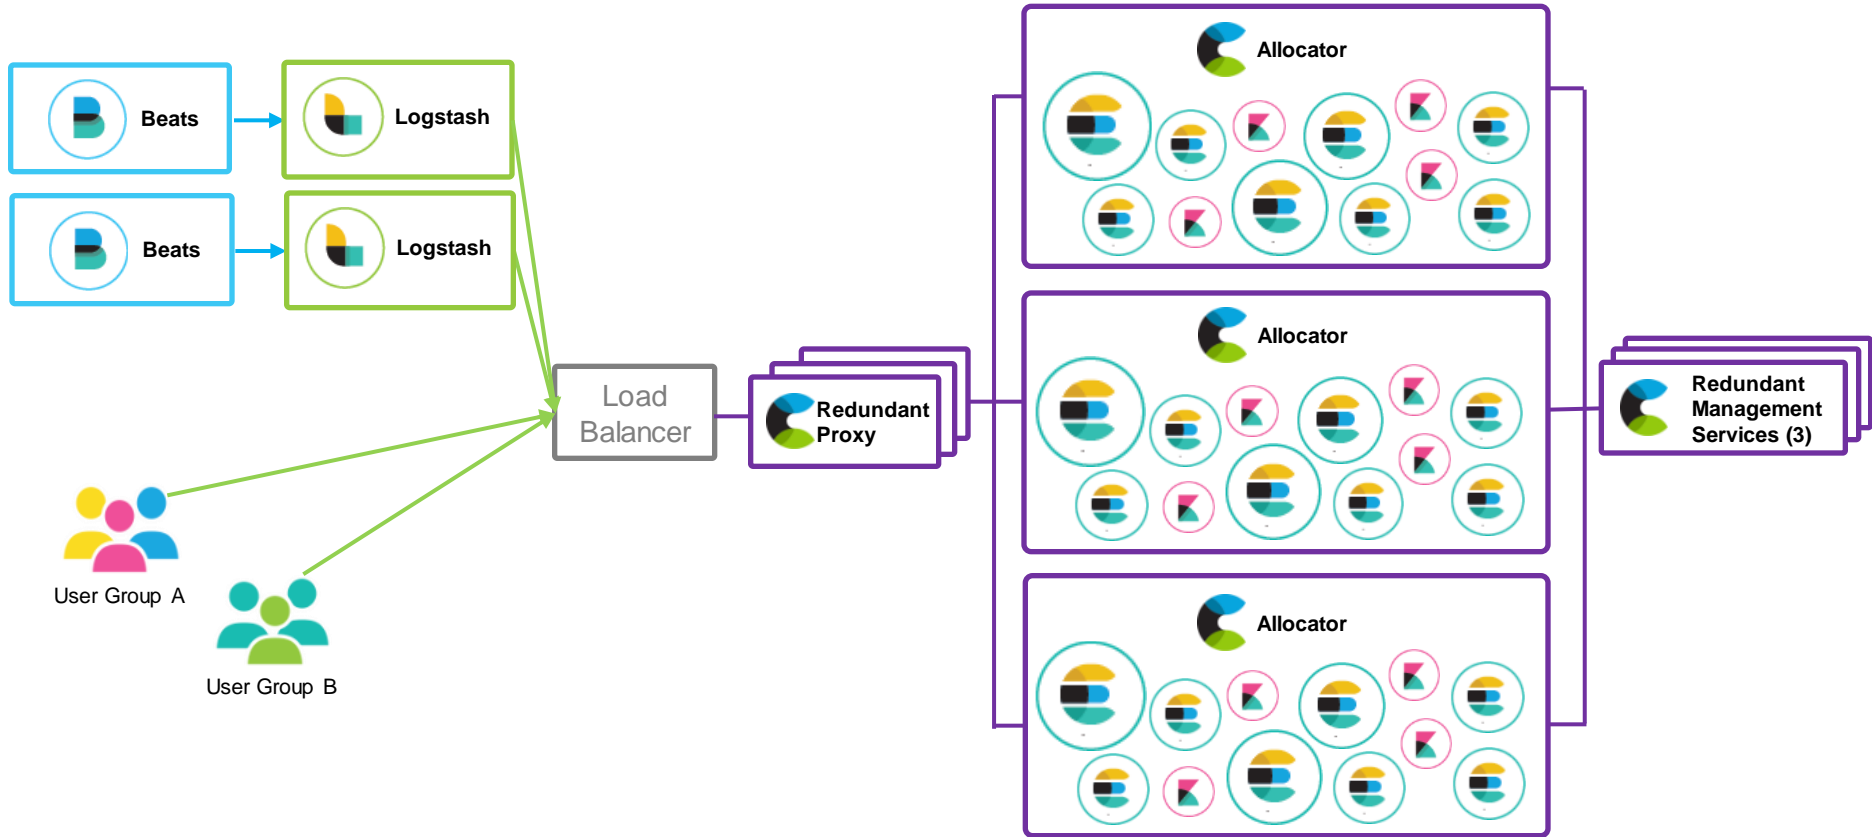 Beats
Logstash
Beats
Logstash
User Group A
User Group B
Load
Balancer
Redundant
Proxy
Allocator
Allocator
Allocator
Redundant
Management
Services (3)